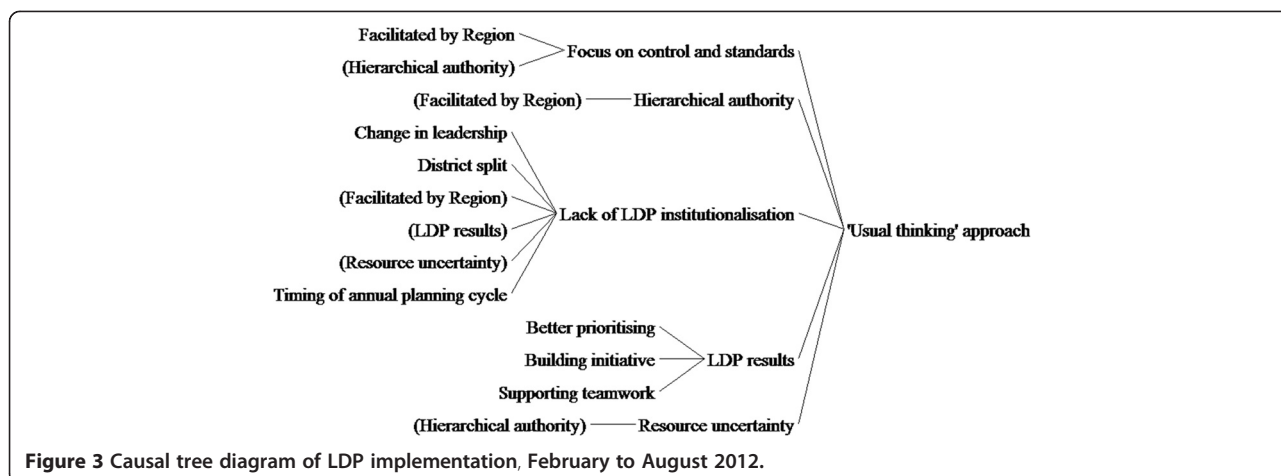 Facilitated by Region
(Hierarchical authority)
Focus on control and standards
(Facilitated by Region)
Hierarchical authority
Change in leadership
District split
(Facilitated by Region)
(LDP results)
(Resource uncertainty)
Timing of annual planning cycle
Lack of LDP institutionalisation
'Usual thinking' approach
Better prioritising
Building initiative
Supporting teamwork
LDP results
(Hierarchical authority)
Resource uncertainty
Figure 3 Causal tree diagram of LDP implementation, February to August 2012.